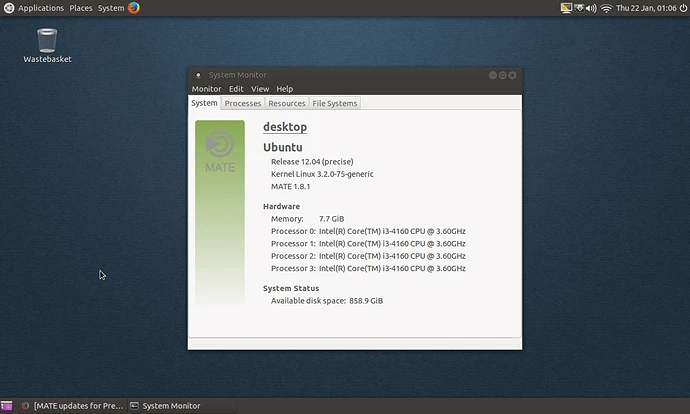 Applications Places System Thu 22 Jan, 01:06
Wastebasket
System Monitor
Monitor Edit View Help
System Processes Resources File Systems
MATE
desktop
Ubuntu
Release 12.04 (precise)
Kernel Linux 3.2.0-75-generic
MATE 1.8.1
Hardware
Memory: 7.7 GiB
Processor 0: Intel(R) Core(TM) i3-4160 CPU @ 3.60GHz
Processor 1: Intel(R) Core(TM) i3-4160 CPU @ 3.60GHz
Processor 2: Intel(R) Core(TM) i3-4160 CPU @ 3.60GHz
Processor 3: Intel(R) Core(TM) i3-4160 CPU @ 3.60GHz
System Status
Available disk space: 858.9 GiB
[MATE updates for Pre... System Monitor